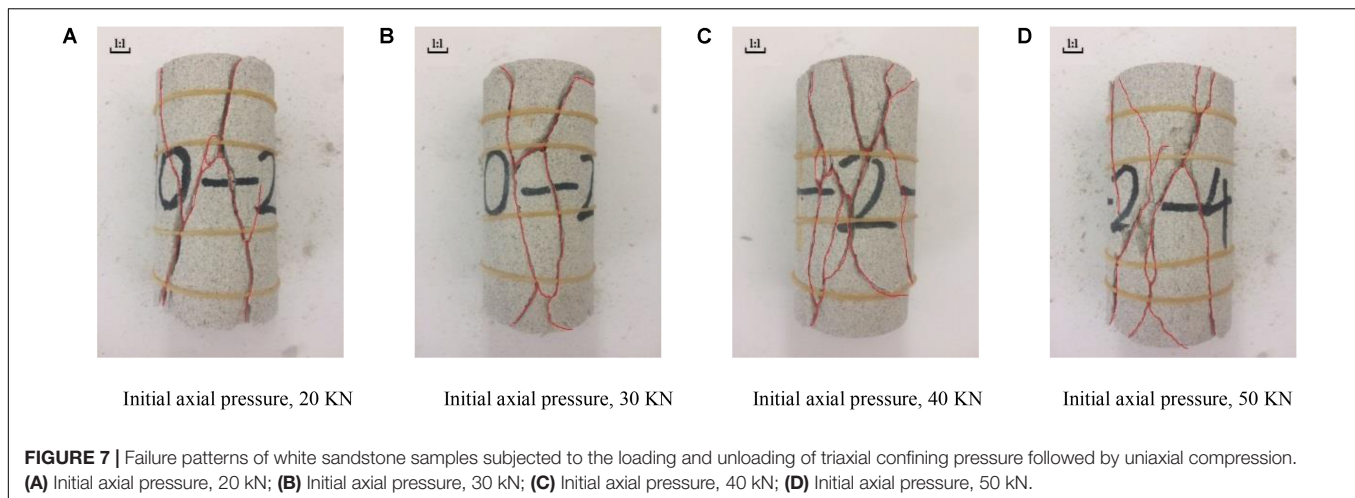 A
B
C
D
1:1
1:1
1:1
1:1
0-2
0-2
-2-
2-4
Initial axial pressure, 20 KN
Initial axial pressure, 30 KN
Initial axial pressure, 40 KN
Initial axial pressure, 50 KN
FIGURE 7 | Failure patterns of white sandstone samples subjected to the loading and unloading of triaxial confining pressure followed by uniaxial compression.
(A) Initial axial pressure, 20 kN; (B) Initial axial pressure, 30 kN; (C) Initial axial pressure, 40 kN; (D) Initial axial pressure, 50 kN.